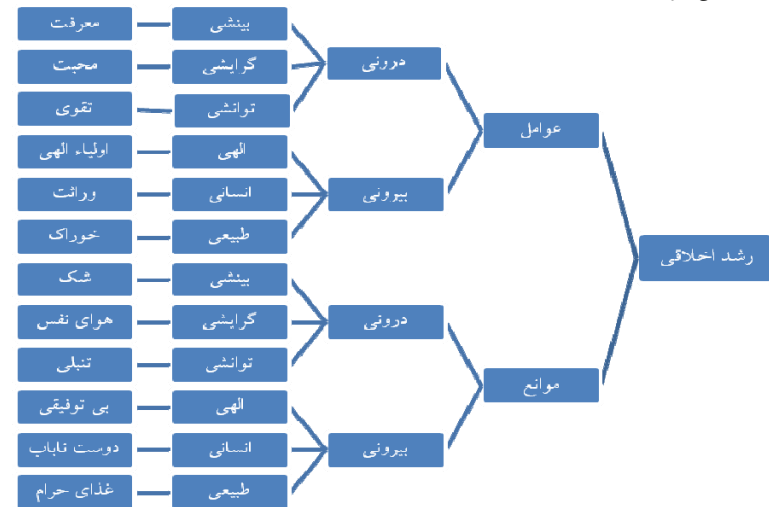 رشد اخلاقی
عوامل
درونی
بینشی
معرفت
گرایشی
محبت
توانشی
تقوی
بیرونی
الهی
اولیاء الهی
انسانی
وراثت
طبیعی
خوراک
موانع
درونی
بینشی
شک
گرایشی
هوای نفس
توانشی
تنبلی
بیرونی
الهی
بی توفیقی
انسانی
دوست ناباب
طبیعی
غذای حرام